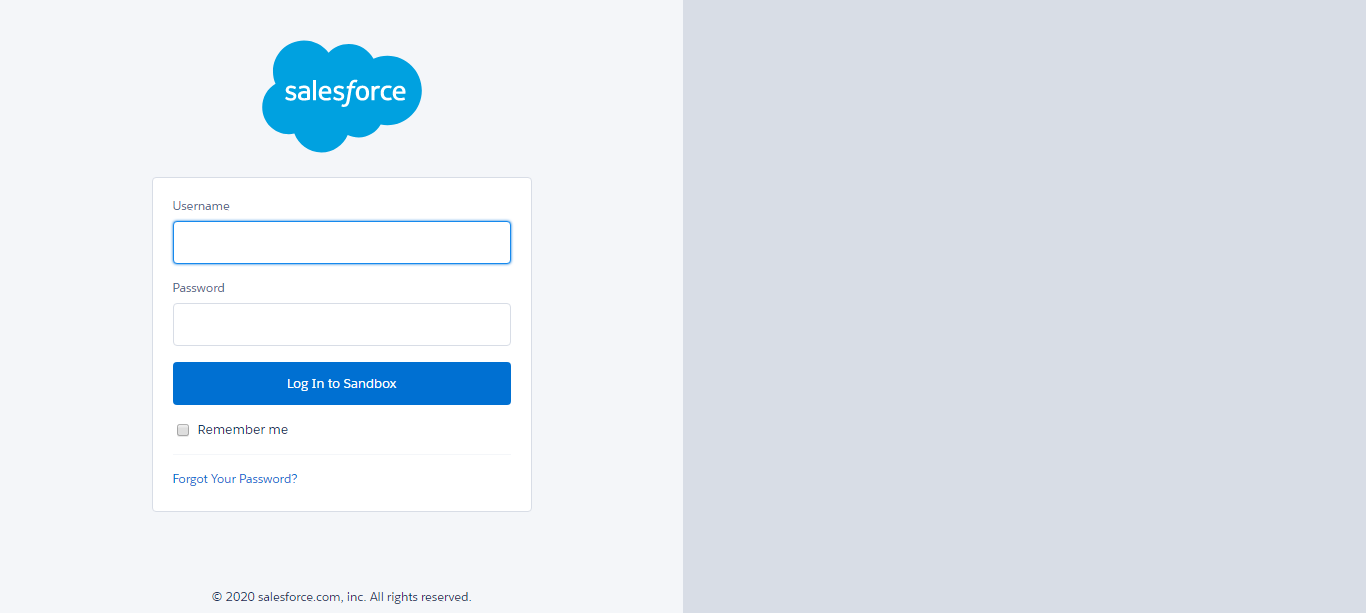 salesforce
Username
Password
Log In to Sandbox
Remember me
Forgot Your Password?
© 2020 salesforce.com, inc. All rights reserved.